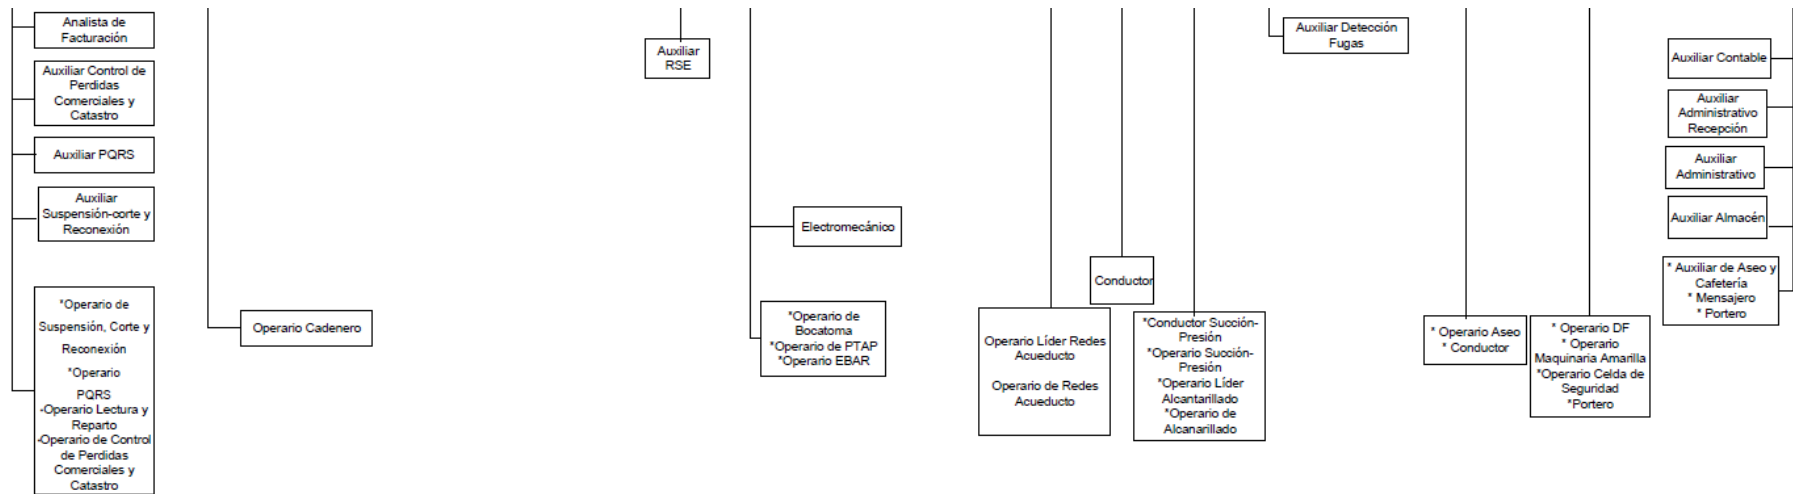 Analista de
Facturación
Auxiliar Control de
Perdidas
Comerciales y
Catastro
Auxiliar PQRS
Auxiliar
Suspensión-corte y
Reconexión
*Operario de
Suspensión, Corte y
Reconexión
*Operario
PQRS
-Operario Lectura y
Reparto
-Operario de Control
de Perdidas
Comerciales y
Catastro
Operario Cadenero
Auxiliar
RSE
Electromecánico
*Operario de
Bocatoma
*Operario de PTAP
*Operario EBAR
Operario Líder Redes
Acueducto
Operario de Redes
Acueducto
Conductor
*Conductor Succión-
Presión
*Operario Succión-
Presión
*Operario Líder
Alcantarillado
*Operario de
Alcanarillado
Auxiliar Detección
Fugas
* Operario Aseo
* Conductor
* Operario DF
* Operario
Maquinaria Amarilla
*Operario Celda de
Seguridad
*Portero
Auxiliar Contable
Auxiliar
Administrativo
Recepción
Auxiliar
Administrativo
Auxiliar Almacén
* Auxiliar de Aseo y
Cafetería
* Mensajero
* Portero